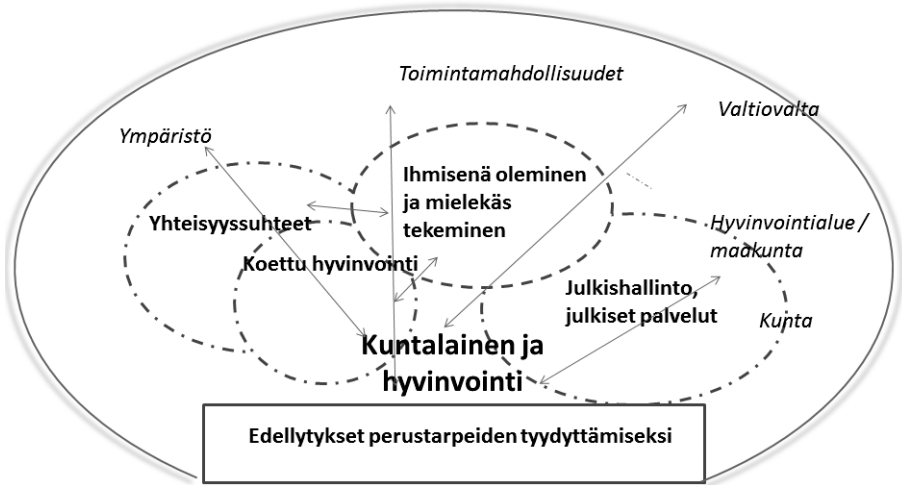 Toimintamahdollisuudet
Valtiovalta
Ympäristö
Ihmisenä oleminen
ja mielekäs
tekeminen
Yhteisyyssuhteet
Hyvinvointialue /
maakunta
Koettu hyvinvointi
Julkishallinto,
julkiset palvelut
Kunta
Kuntalainen ja
hyvinvointi
Edellytykset perustarpeiden tyydyttämiseksi